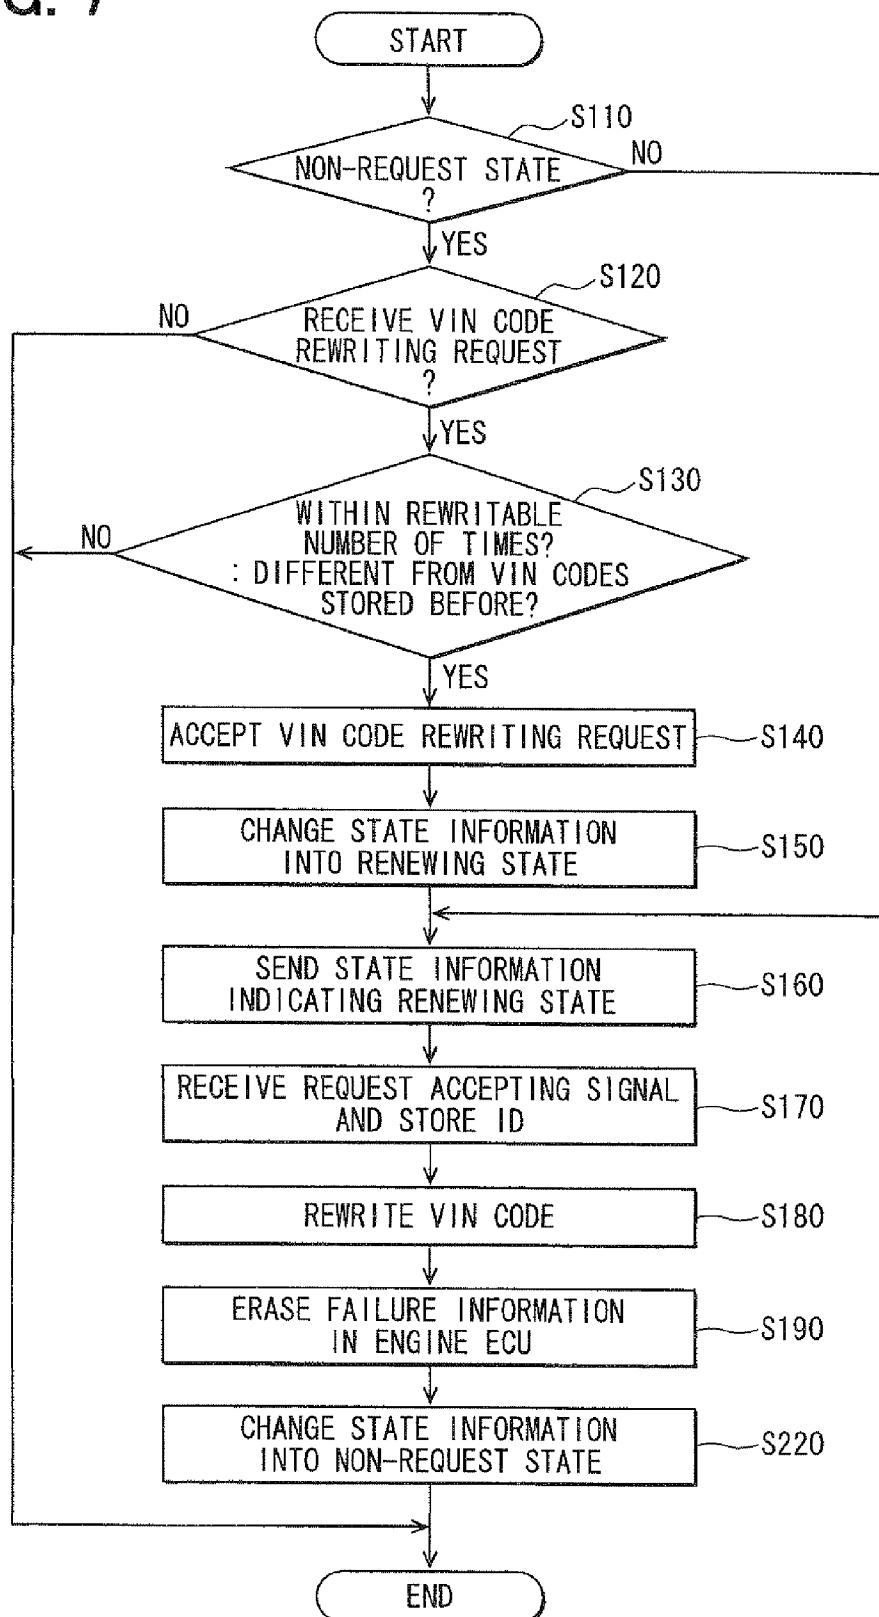 START
S110
NON-REQUEST STATE
?
NO
YES
S120
NO
RECEIVE VIN CODE
REWRITING REQUEST
?
YES
S130
NO
WITHIN REWRITABLE
NUMBER OF TIMES?
: DIFFERENT FROM VIN CODES
STORED BEFORE?
YES
ACCEPT VIN CODE REWRITING REQUEST
S140
CHANGE STATE INFORMATION
INTO RENEWING STATE
S150
SEND STATE INFORMATION
INDICATING RENEWING STATE
S160
RECEIVE REQUEST ACCEPTING SIGNAL
AND STORE ID
S170
REWRITE VIN CODE
S180
ERASE FAILURE INFORMATION
IN ENGINE ECU
S190
CHANGE STATE INFORMATION
INTO NON-REQUEST STATE
S220
END